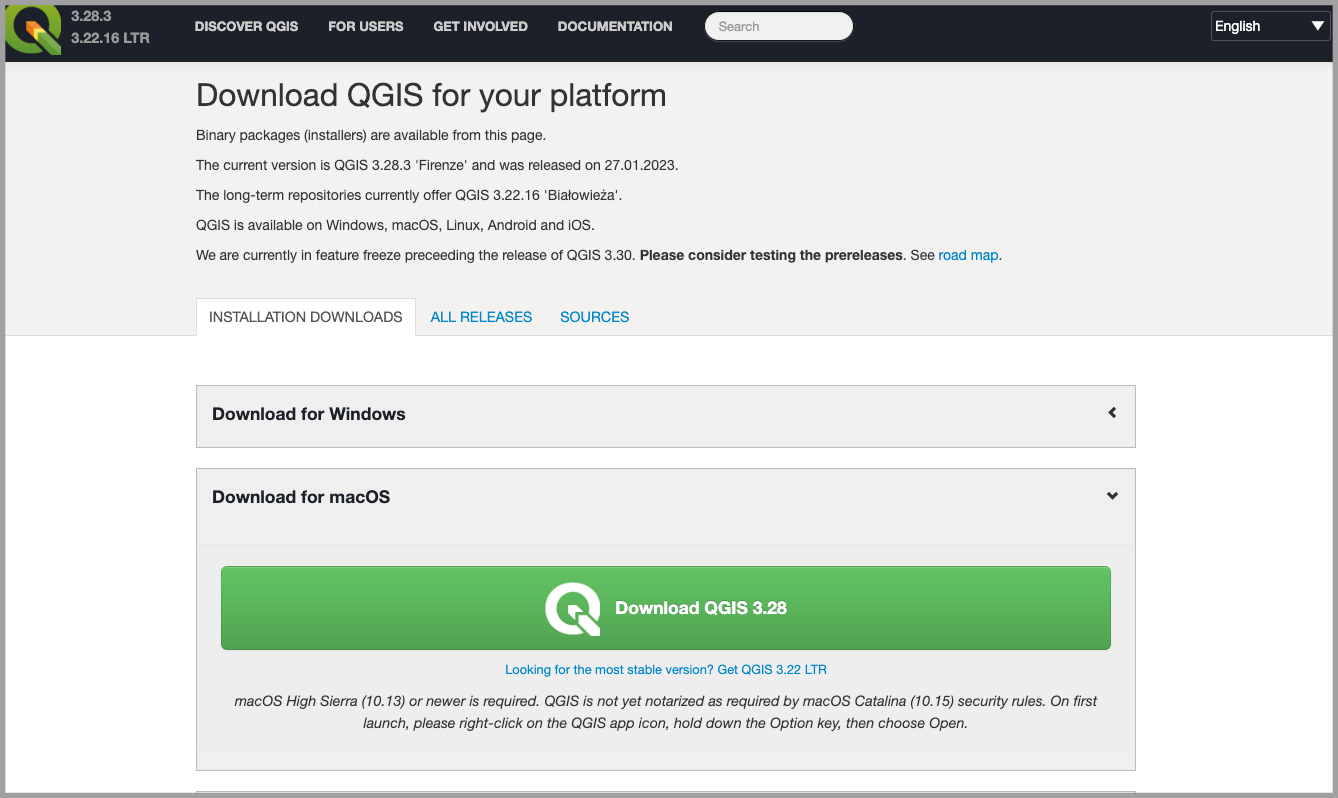 3.28.3
3.22.16 LTR
DISCOVER QGIS FOR USERS GET INVOLVED DOCUMENTATION Search English
Download QGIS for your platform
Binary packages (installers) are available from this page.
The current version is QGIS 3.28.3 'Firenze' and was released on 27.01.2023.
The long-term repositories currently offer QGIS 3.22.16 'Białowieża'.
QGIS is available on Windows, macOS, Linux, Android and iOS.
We are currently in feature freeze preceeding the release of QGIS 3.30. Please consider testing the prereleases. See road map.
INSTALLATION DOWNLOADS ALL RELEASES SOURCES
Download for Windows
Download for macOS
Download QGIS 3.28
Looking for the most stable version? Get QGIS 3.22 LTR
macOS High Sierra (10.13) or newer is required. QGIS is not yet notarized as required by macOS Catalina (10.15) security rules. On first
launch, please right-click on the QGIS app icon, hold down the Option key, then choose Open.